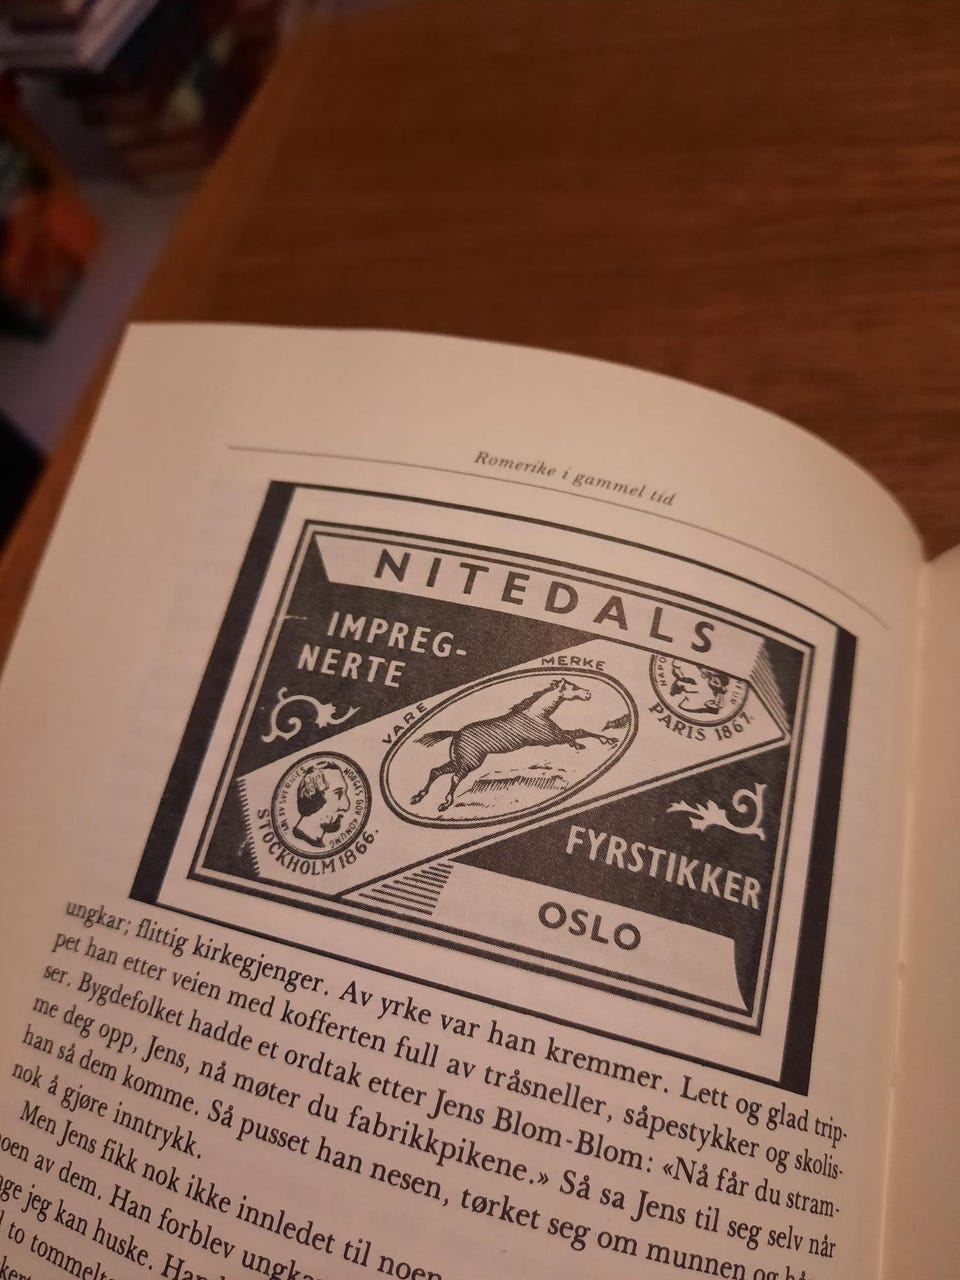 Romerike i gammel tid
NITEDALS
IMPREG-
NERTE
VARE MERKE
PARIS 1867.
STOCKHOLM 1866.
FYRSTIKKER
OSLO
ungkar; flittig kirkegjenger. Av yrke var han kremmer. Lett og glad trip-
pet han etter veien med kofferten full av tråsneller, såpestykker og skolis-
ser. Bygdefolket hadde et ordtak etter Jens Blom-Blom: «Nå får du stram-
me deg opp, Jens, nå møter du fabrikkpikene.» Så sa Jens til seg selv når
han så dem komme. Så pusset han nesen, tørket seg om munnen og
nok å gjøre inntrykk.
Men Jens fikk nok ikke innledet til noen
av dem. Han forblev
jeg kan huske.
to